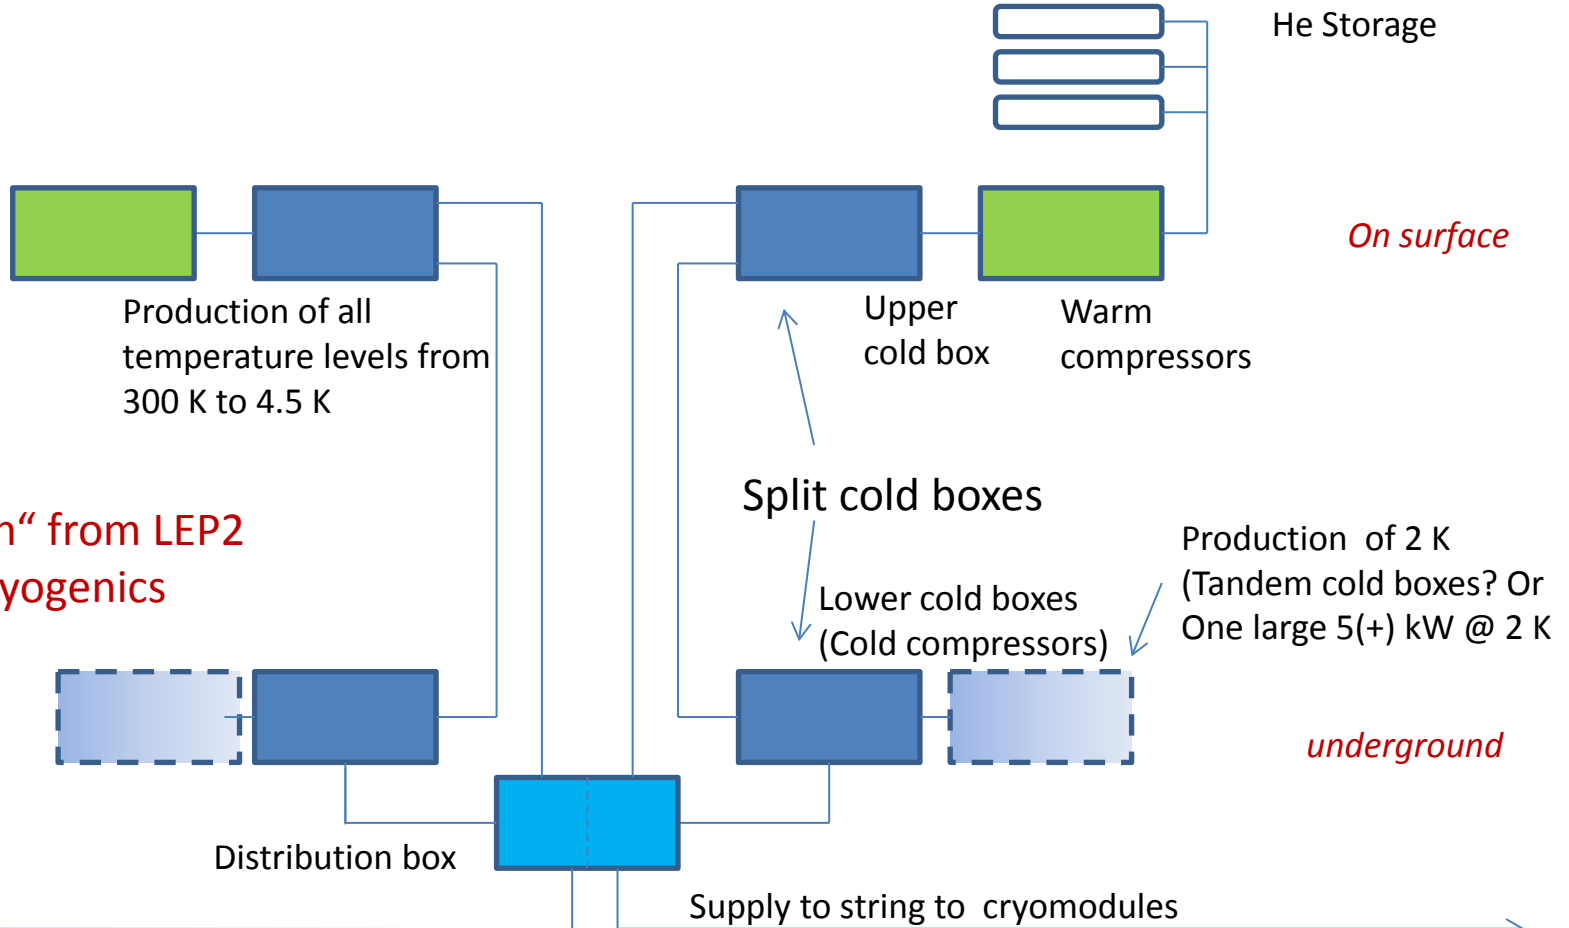 He Storage
On surface
Production of all
temperature levels from
300 K to 4.5 K
Upper
cold box
Warm
compressors
Split cold boxes
from LEP2
Production  of 2 K
(Tandem cold boxes? Or
One large 5(+) kW @ 2 K
Lower cold boxes
(Cold compressors)
underground
Distribution box
Supply to string to  cryomodules